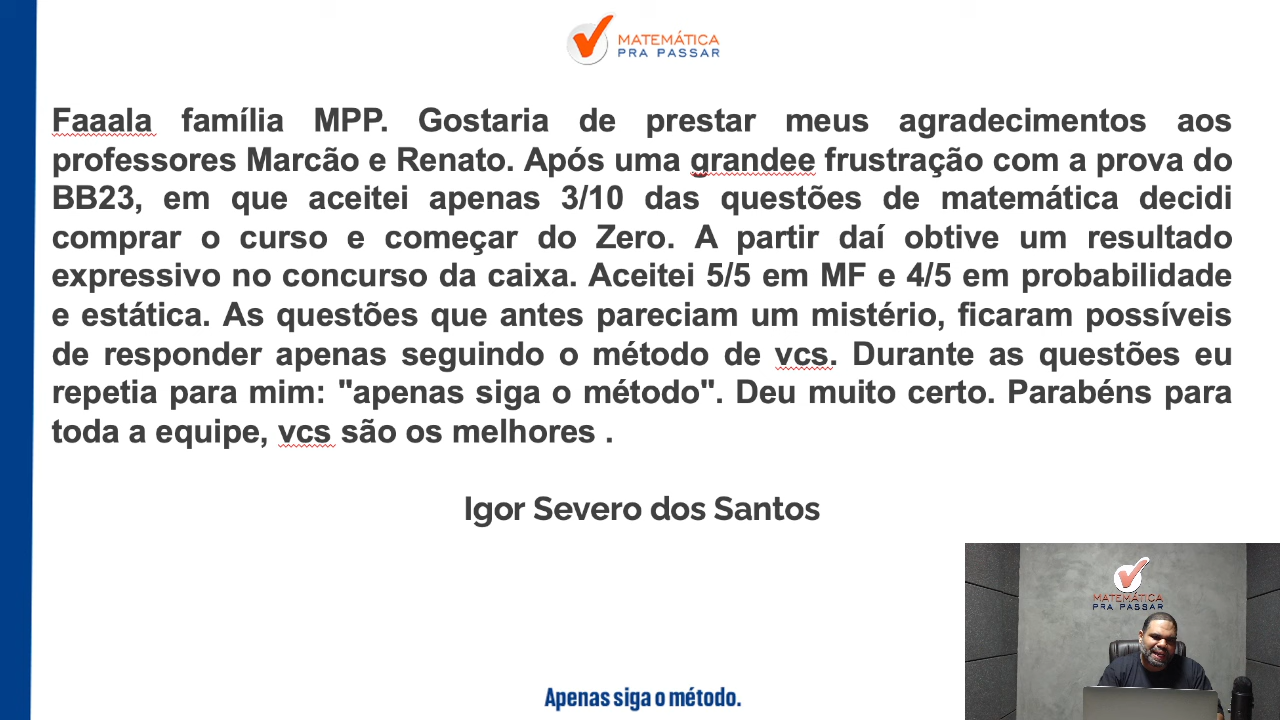 MATEMÁTICA
PRA PASSAR
Faaala família MPP. Gostaria de prestar meus agradecimentos aos
professores Marcão e Renato. Após uma grandee frustração com a prova do
BB23, em que aceitei apenas 3/10 das questões de matemática decidi
comprar o curso e começar do Zero. A partir daí obtive um resultado
expressivo no concurso da caixa. Aceitei 5/5 em MF e 4/5 em probabilidade
e estática. As questões que antes pareciam um mistério, ficaram possíveis
de responder apenas seguindo o método de vcs. Durante as questões eu
repetia para mim: "apenas siga o método". Deu muito certo. Parabéns para
toda a equipe, vcs são os melhores .
Igor Severo dos Santos
MATEMÁTICA
PRA PASSAR
Apenas siga o método.